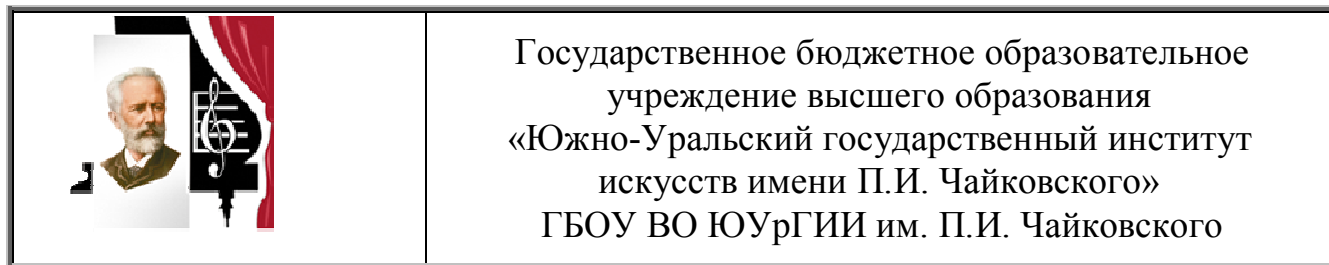 Государственное бюджетное образовательное
учреждение высшего образования
«Южно-Уральский государственный институт
искусств имени П.И. Чайковского»
ГБОУ ВО ЮУрГИИ им. П.И. Чайковского